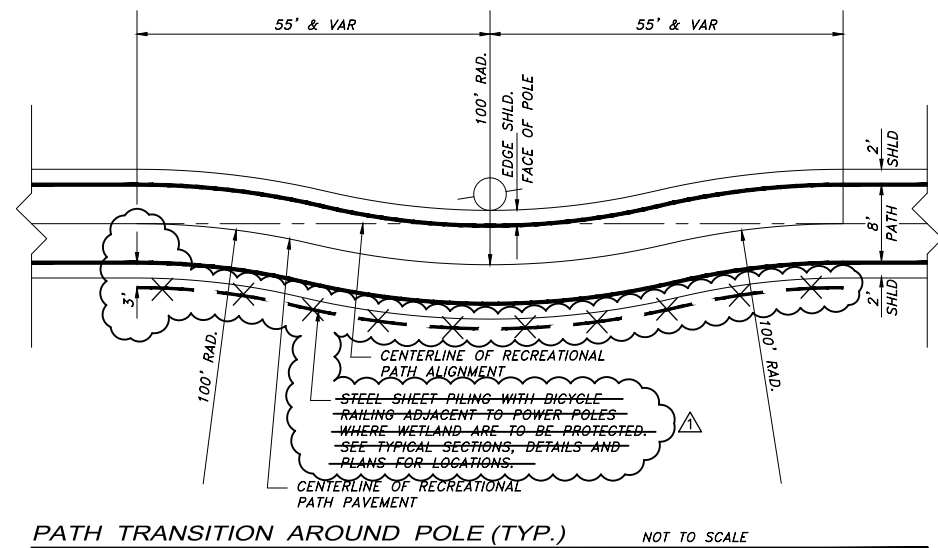 55' & VAR
55' & VAR
100' RAD.
EDGE SHLD.
FACE OF POLE
2'
SHLD
8'
PATH
2'
SHLD
3'
100' RAD.
100' RAD.
CENTERLINE OF RECREATIONAL
PATH ALIGNMENT
STEEL SHEET PILING WITH BICYCLE
RAILING ADJACENT TO POWER POLES
WHERE WETLAND ARE TO BE PROTECTED.
SEE TYPICAL SECTIONS, DETAILS AND
PLANS FOR LOCATIONS.
1
CENTERLINE OF RECREATIONAL
PATH PAVEMENT
PATH TRANSITION AROUND POLE (TYP.)
NOT TO SCALE